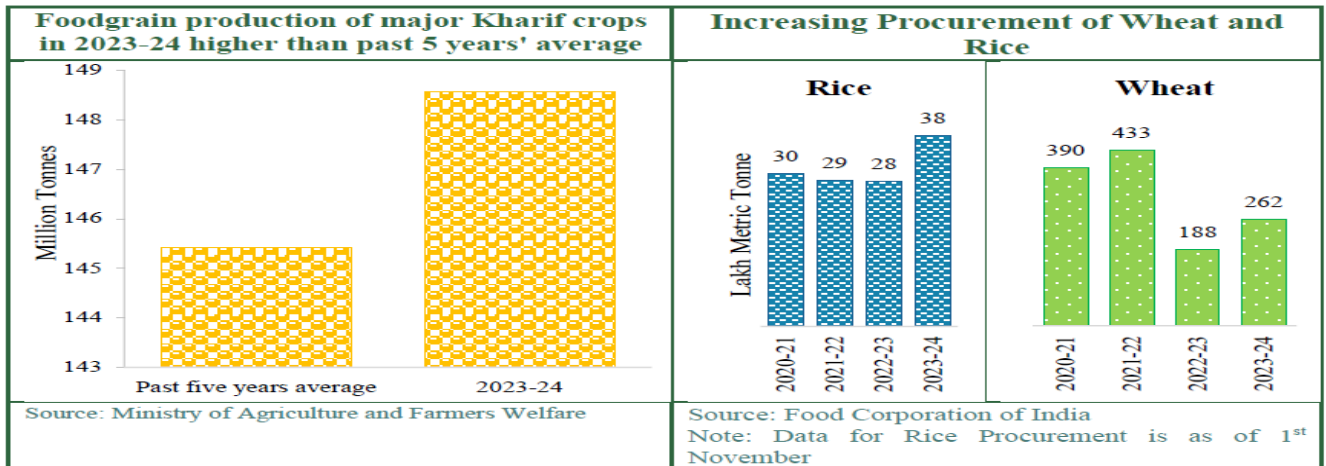 Foodgrain production of major Kharif crops
in 2023-24 higher than past 5 years' average
149
148
147
146
145
144
143
Million Tonnes
Past five years average
2023-24
Source: Ministry of Agriculture and Farmers Welfare
Increasing Procurement of Wheat and
Rice
Rice
Lakh Metric Tonne
30
29
28
38
2020-21
2021-22
2022-23
2023-24
Wheat
390
433
188
262
2020-21
2021-22
2022-23
2023-24
Source: Food Corporation of India
Note: Data for Rice Procurement is as of 1st
November